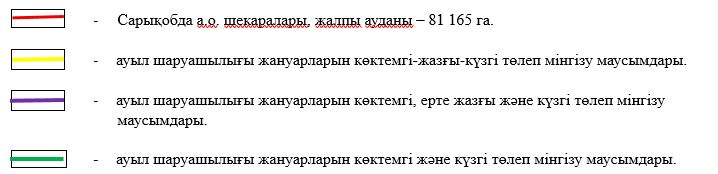 - Сарықобда а.о. шекаралары, жалпы ауданы – 81 165 га.
- ауыл шаруашылығы жануарларын көктемгі-жазғы-күзгі төлеп мінгізу маусымдары.
- ауыл шаруашылығы жануарларын көктемгі, ерте жазғы және күзгі төлеп мінгізу
маусымдары.
- ауыл шаруашылығы жануарларын көктемгі және күзгі төлеп мінгізу маусымдары.